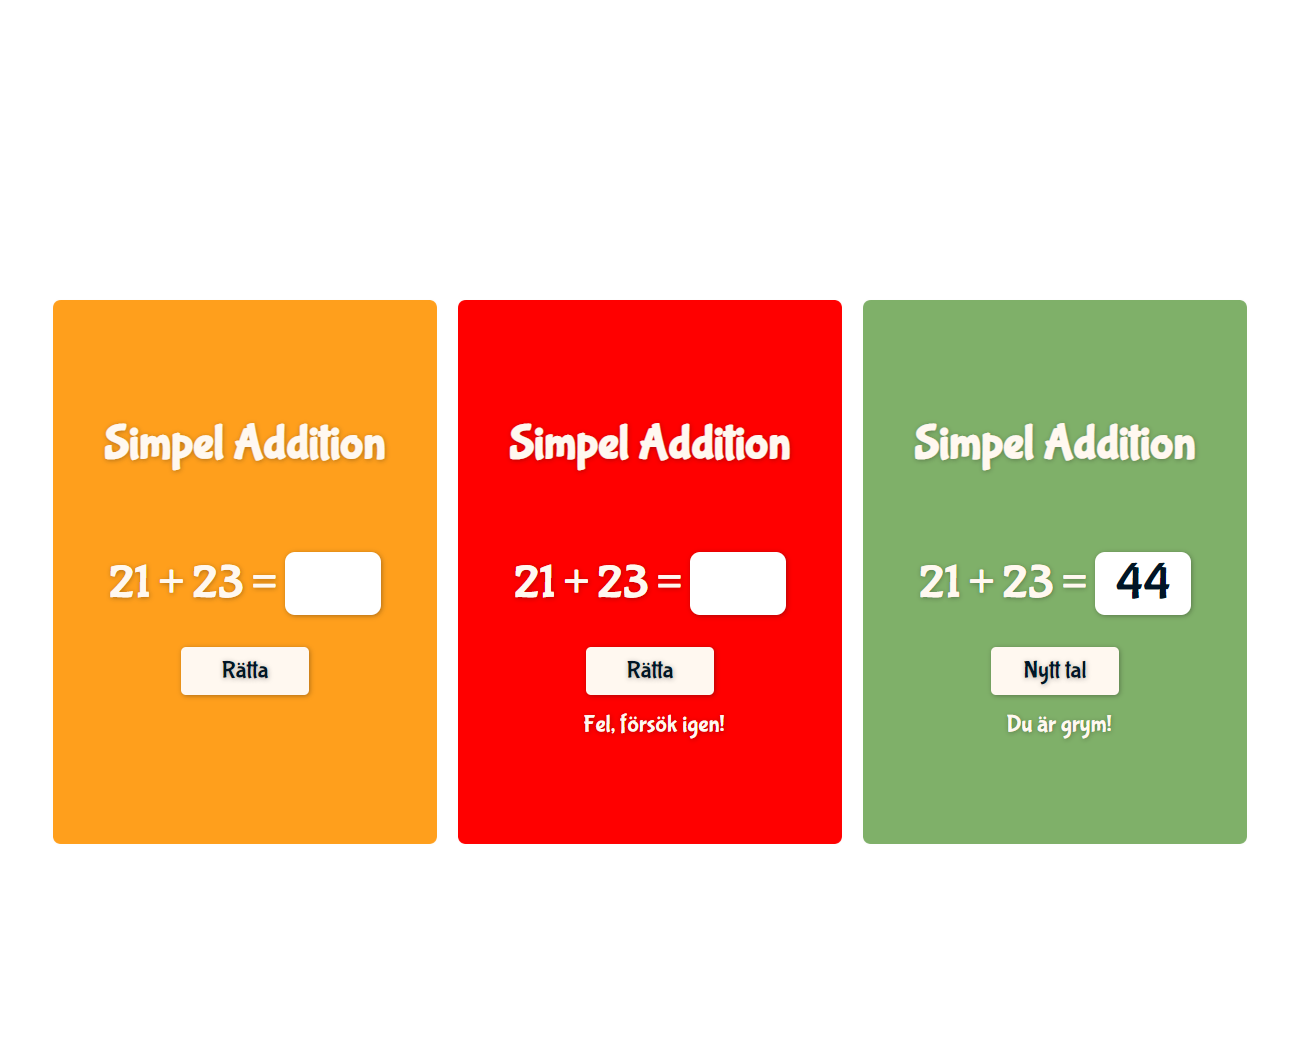 Simpel Addition
21 + 23 =
Rätta
Simpel Addition
21 + 23 =
Rätta
Fel, försök igen!
Simpel Addition
21 + 23 = 44
Nytt tal
Du är grym!